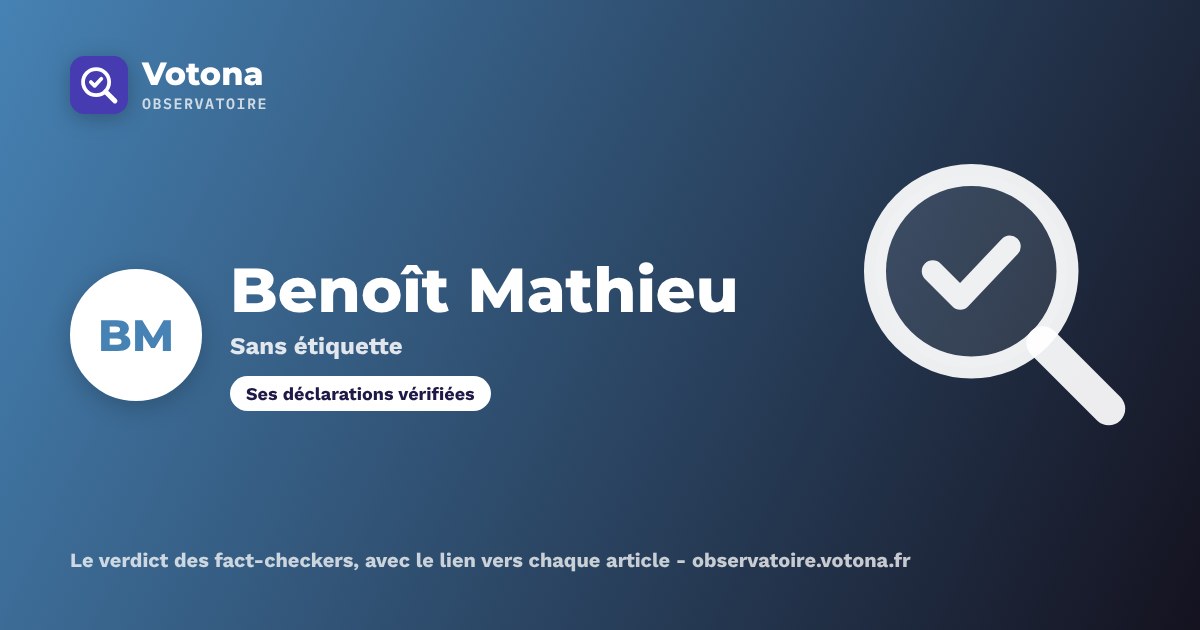 Votona
OBSERVATOIRE
BM
Benoît Mathieu
Sans étiquette
Ses déclarations vérifiées
Le verdict des fact-checkers, avec le lien vers chaque article - observatoire.votona.fr